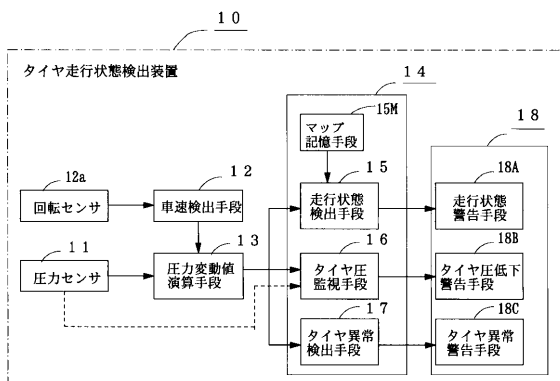 10
タイヤ走行状態検出装置
14
15M
マップ
記憶手段
18
12a
回転センサ
12
車速検出手段
15
走行状態
検出手段
18A
走行状態
警告手段
11
圧力センサ
13
圧力変動値
演算手段
16
タイヤ圧
監視手段
18B
タイヤ圧低下
警告手段
17
タイヤ異常
検出手段
18C
タイヤ異常
警告手段